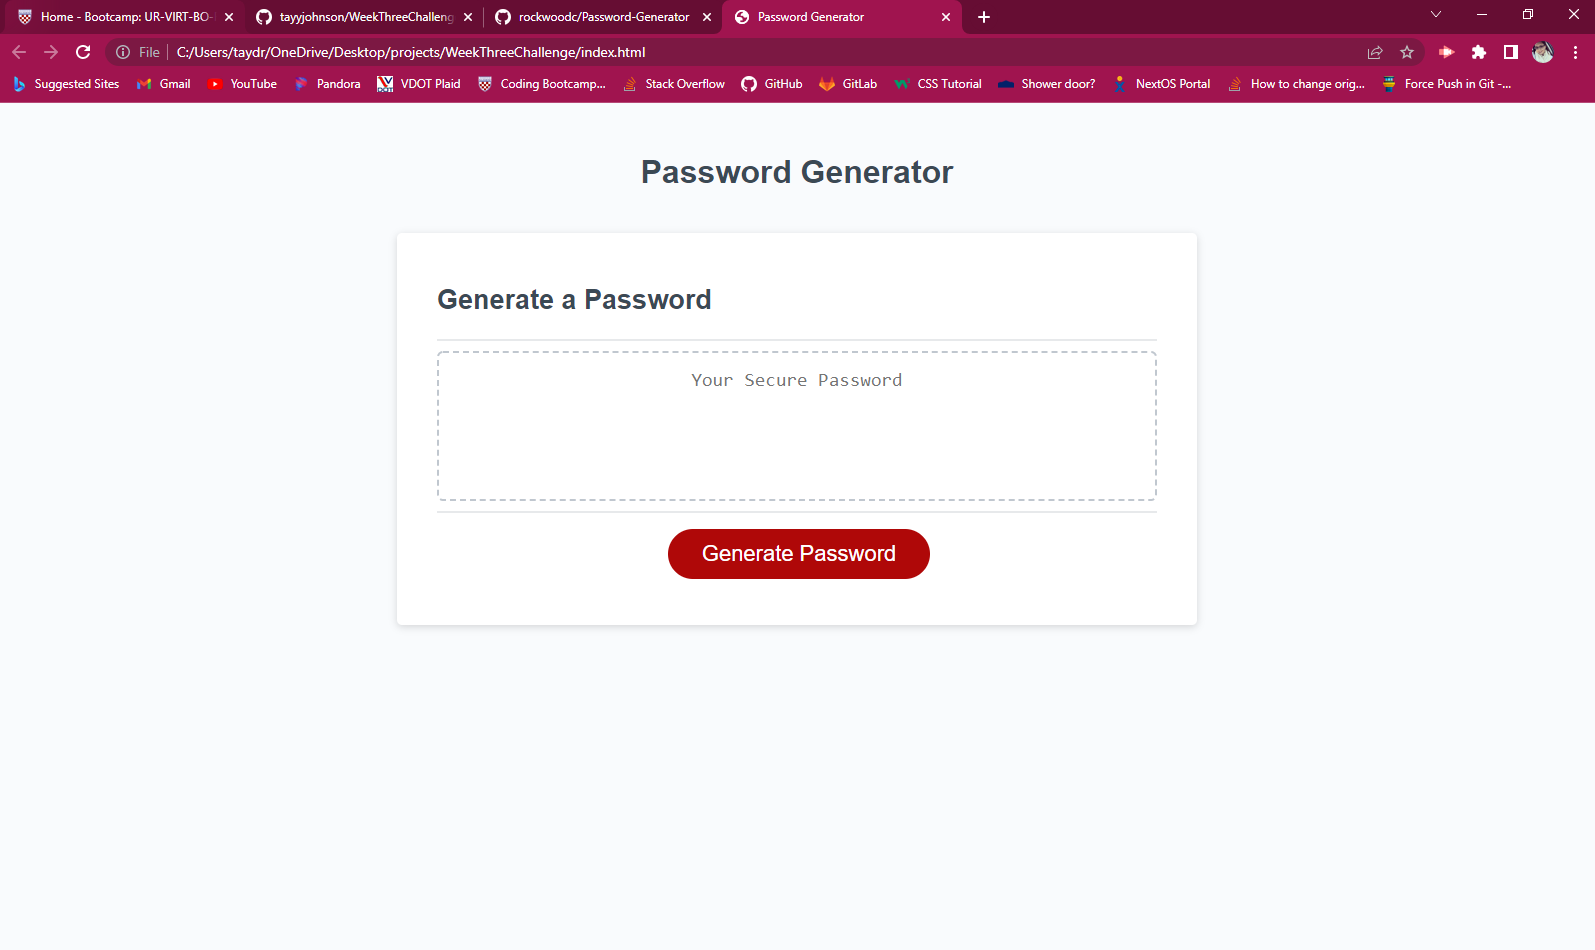 Home - Bootcamp: UR-VIRT-BO-
tayyjohnson/WeekThreeChalleng
rockwoodc/Password-Generator
Password Generator
File
C:/Users/taydr/OneDrive/Desktop/projects/WeekThreeChallenge/index.html
Suggested Sites
Gmail
YouTube
Pandora
VDOT Plaid
Coding Bootcamp...
Stack Overflow
GitHub
GitLab
CSS Tutorial
Shower door?
NextOS Portal
How to change orig...
Force Push in Git -...
Password Generator
Generate a Password
Your Secure Password
Generate Password